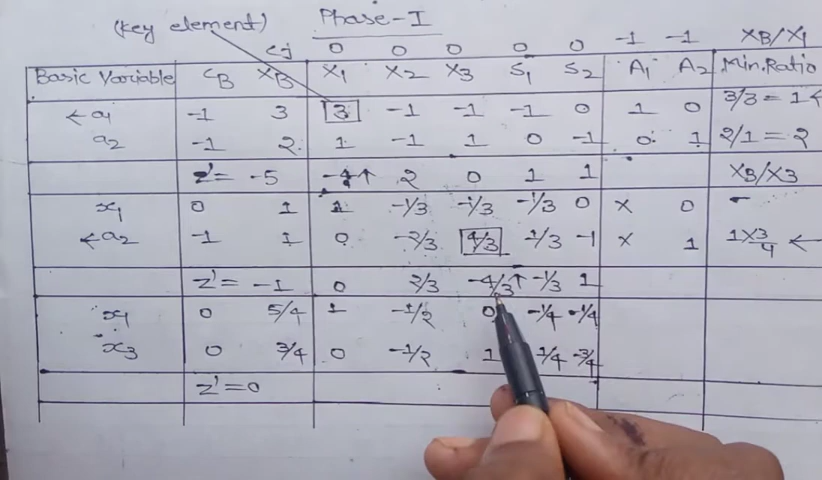 (key element) Phase-I
Cj 0 0 0 0 0 -1 -1 XB/X1
Basic Variable CB XB X1 X2 X3 S1 S2 A1 A2 Min.Ratio
←a1 -1 3 3 -1 -1 -1 0 1 0 3/3=1←
a2 -1 2 1 -1 1 0 -1 0 1 2/1=2
z'= -5 -4↑ 2 0 1 1 XB/X3
x1 0 1 1 -1/3 -1/3 -1/3 0 x 0 -
←a2 -1 1 0 -2/3 4/3 1/3 -1 x 1 1x3/4 ←
z'= -1 0 2/3 -4/3↑ -1/3 1
x1 0 5/4 1 -1/2 0 -1/4 -1/4
x3 0 3/4 0 -1/2 1 1/4 -3/4
z'=0